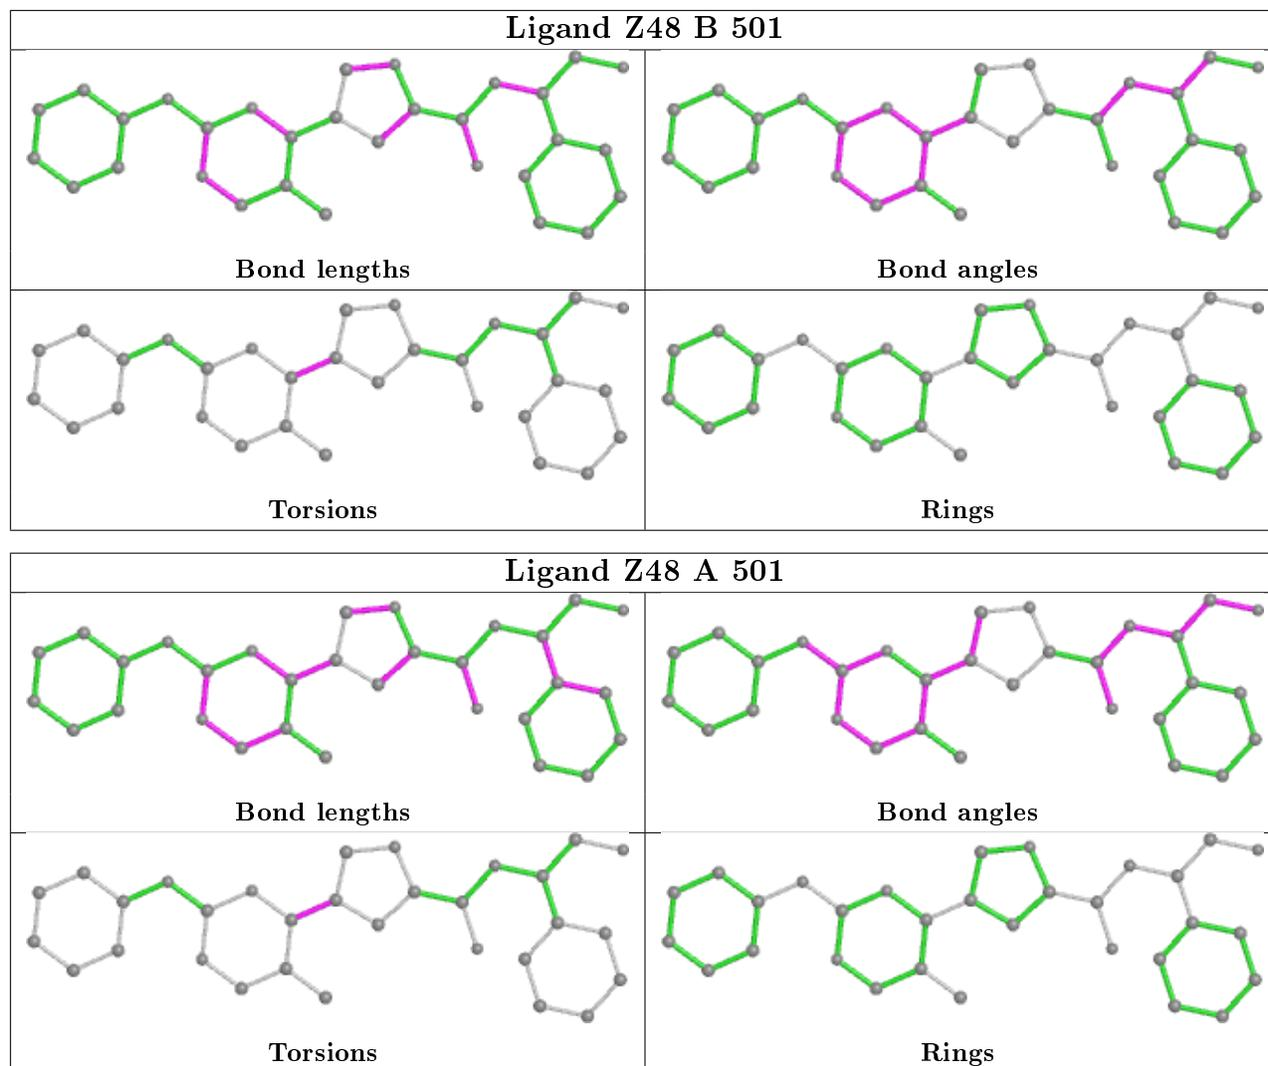 Ligand Z48 B 501
Bond lengths
Bond angles
Torsions
Rings
Ligand Z48 A 501
Bond lengths
Bond angles
Torsions
Rings